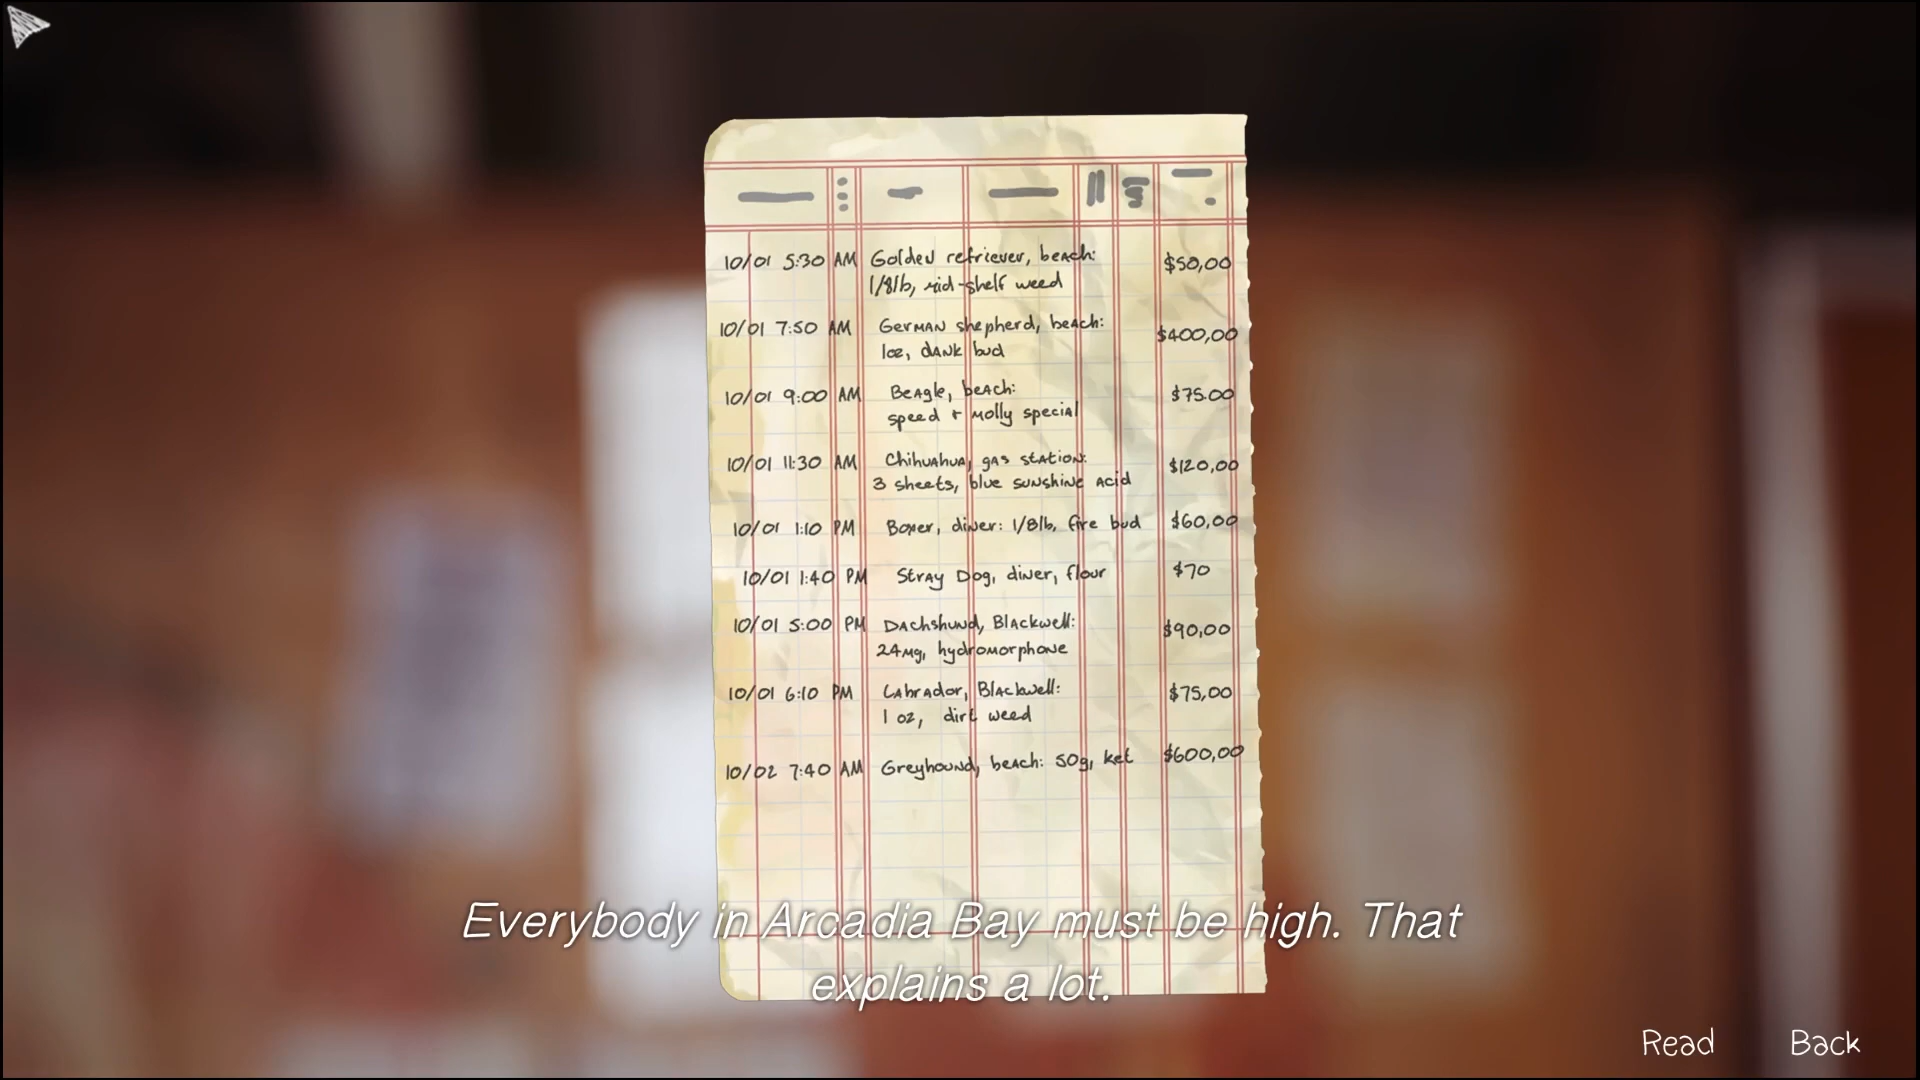 10/01 5:30 AM Golden retriever, beach: $50,00
1/8lb, mid-shelf weed
10/01 7:50 AM German shepherd, beach: $400,00
1oz, dank bud
10/01 9:00 AM Beagle, beach: $75.00
speed + Molly special
10/01 11:30 AM Chihuahua, gas station: $120,00
3 sheets, blue sunshine acid
10/01 1:10 PM Boxer, diner: 1/8lb, fire bud $60,00
10/01 1:40 PM Stray Dog, diner, flour $70
10/01 5:00 PM Dachshund, Blackwell: $90,00
24mg, hydromorphone
10/01 6:10 PM Labrador, Blackwell: $75,00
1 oz, dirt weed
10/02 7:40 AM Greyhound, beach: 50g, ket $600,00
Everybody in Arcadia Bay must be high. That
explains a lot.
Read Back